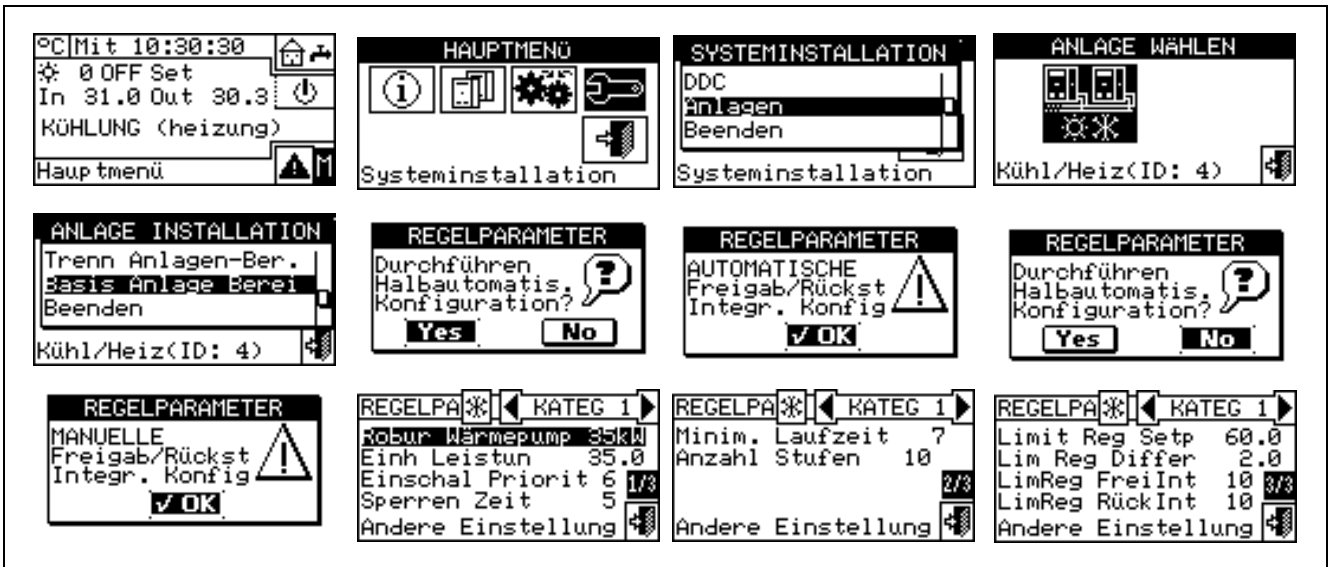 °C Mit 10:30:30
0 OFF Set
In 31.0 Out 30.3
KÜHLUNG (heizung)
Hauptmenü M
HAUPTMENÜ
Systeminstallation
SYSTEMINSTALLATION
DDC
Anlagen
Beenden
Systeminstallation
ANLAGE WÄHLEN
Kühl/Heiz(ID: 4)
ANLAGE INSTALLATION
Trenn Anlagen-Ber.
Basis Anlage Berei
Beenden
Kühl/Heiz(ID: 4)
REGELPARAMETER
Durchführen
Halbautomatis.
Konfiguration?
Yes No
REGELPARAMETER
AUTOMATISCHE
Freigab/Rückst
Integr. Konfig
√ OK
REGELPARAMETER
Durchführen
Halbautomatis.
Konfiguration?
Yes No
REGELPARAMETER
MANUELLE
Freigab/Rückst
Integr. Konfig
√ OK
REGELPA KATEG 1
Robur Wärmepump 35kW
Einh Leistun 35.0
Einschal Priorit 6 1/3
Sperren Zeit 5
Andere Einstellung
REGELPA KATEG 1
Minim. Laufzeit 7
Anzahl Stufen 10
2/3
Andere Einstellung
REGELPA KATEG 1
Limit Reg Setp 60.0
Lim Reg Differ 2.0
LimReg FreiInt 10 3/3
LimReg RückInt 10
Andere Einstellung